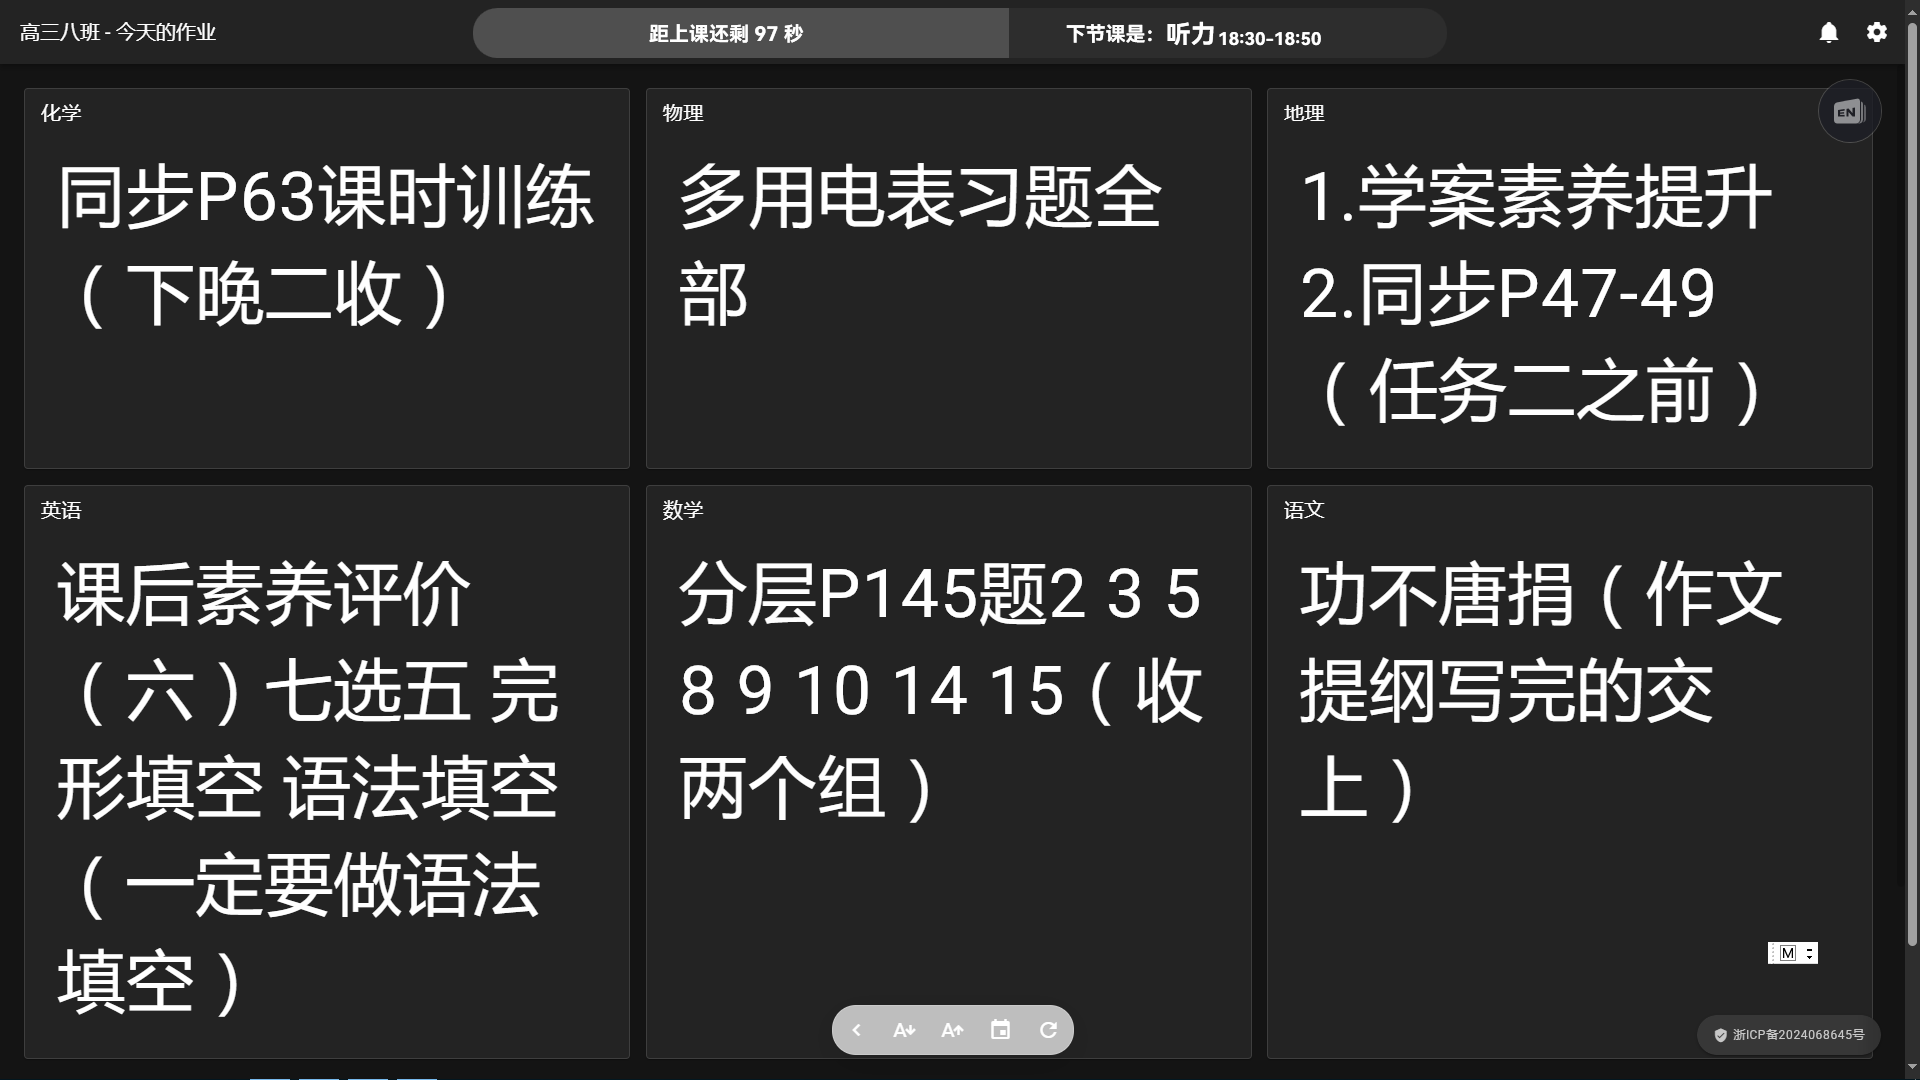 高三八班 - 今天的作业
距上课还剩 97 秒
下节课是：听力 18:30-18:50
化学
同步P63课时训练
（下晚二收）
物理
多用电表习题全
部
地理
EN
1.学案素养提升
2.同步P47-49
（任务二之前）
英语
课后素养评价
（六）七选五 完
形填空 语法填空
（一定要做语法
填空）
数学
分层P145题2 3 5
8 9 10 14 15（收
两个组）
语文
功不唐捐（作文
提纲写完的交
上）
M
A A
浙ICP备2024068645号